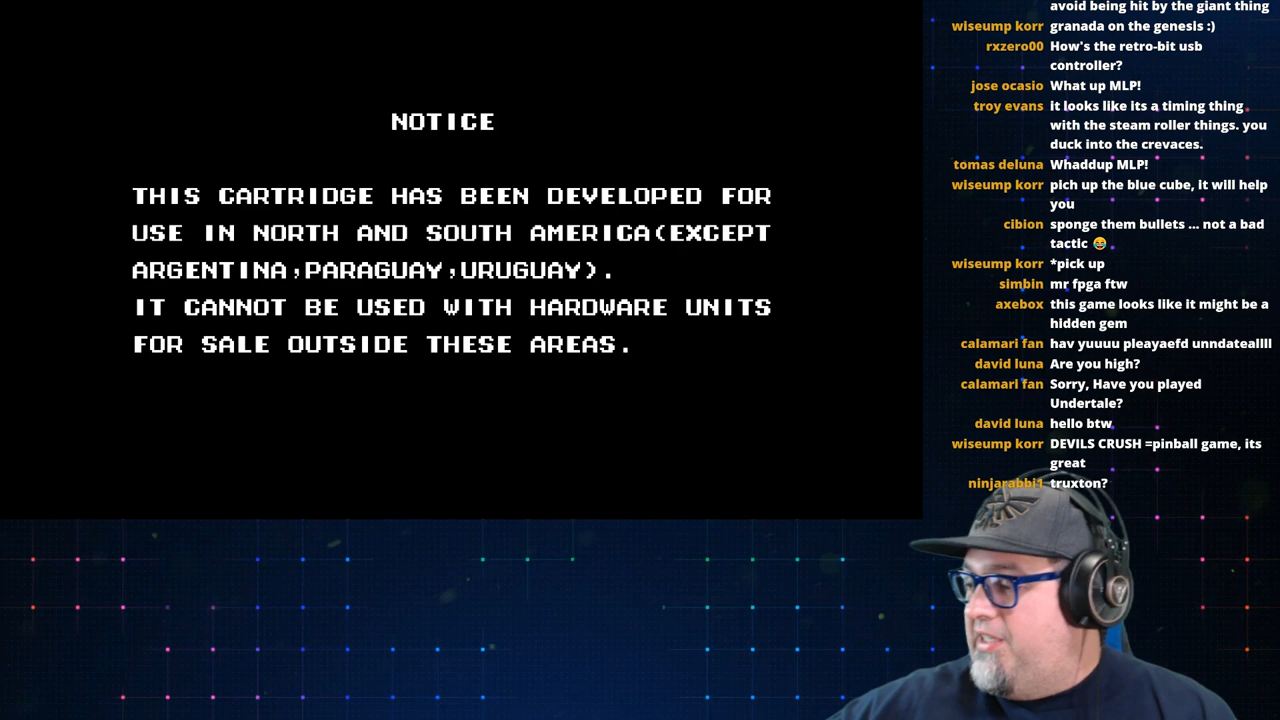 NOTICE
THIS CARTRIDGE HAS BEEN DEVELOPED FOR
USE IN NORTH AND SOUTH AMERICA(EXCEPT
ARGENTINA,PARAGUAY,URUGUAY).
IT CANNOT BE USED WITH HARDWARE UNITS
FOR SALE OUTSIDE THESE AREAS.
avoid being hit by the giant thing
wiseump korr granada on the genesis :)
rxzero00 How's the retro-bit usb
controller?
jose ocasio What up MLP!
troy evans it looks like its a timing thing
with the steam roller things. you
duck into the crevaces.
tomas deluna Whaddup MLP!
wiseump korr pich up the blue cube, it will help
you
cibion sponge them bullets ... not a bad
tactic 😂
wiseump korr *pick up
simbin mr fpga ftw
axebox this game looks like it might be a
hidden gem
calamari fan hav yuuuu pleayaefd unndateallll
david luna Are you high?
calamari fan Sorry, Have you played
Undertale?
david luna hello btw
wiseump korr DEVILS CRUSH =pinball game, its
great
ninjarabbi1 truxton?